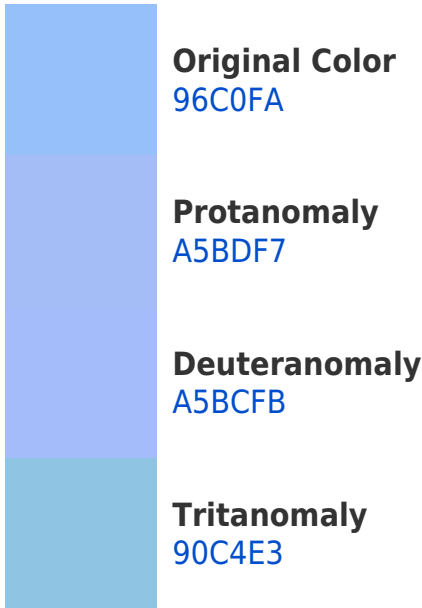 Original Color
96C0FA
Protanomaly
A5BDF7
Deuteranomaly
A5BCFB
Tritanomaly
90C4E3